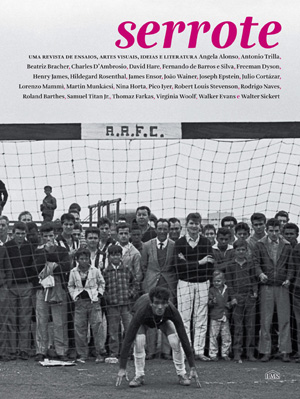 serrote
UMA REVISTA DE ENSAIOS, ARTES VISUAIS, IDEIAS E LITERATURA Angela Alonso, Antonio Trilla,
Beatriz Bracher, Charles D'Ambrosio, David Hare, Fernando de Barros e Silva, Freeman Dyson,
Henry James, Hildegard Rosenthal, James Ensor, João Wainer, Joseph Epstein, Julio Cortázar,
Lorenzo Mammì, Martin Munkácsi, Nina Horta, Pico Iyer, Robert Louis Stevenson, Rodrigo Naves,
Roland Barthes, Samuel Titan Jr., Thomaz Farkas, Virginia Woolf, Walker Evans e Walter Sickert
A.A.F.C.
IMS